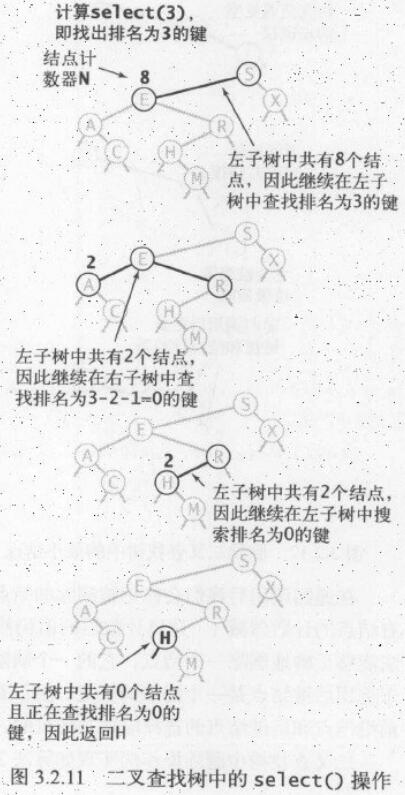 计算select(3),
即找出排名为3的键
结点计
数器N
8
S
E
X
A
R
C
H
M
左子树中共有8个结
点，因此继续在左子
树中查找排名为3的键
S
2
E
X
A
R
C
H
M
左子树中共有2个结点，
因此继续在右子树中查
找排名为3-2-1=0的键
S
E
X
A
2
R
C
H
M
左子树中共有2个结点，
因此继续在左子树中搜
索排名为0的键
S
E
X
A
R
C
H
M
左子树中共有0个结点
且正在查找排名为0的
键，因此返回H
图 3.2.11 二叉查找树中的 select() 操作